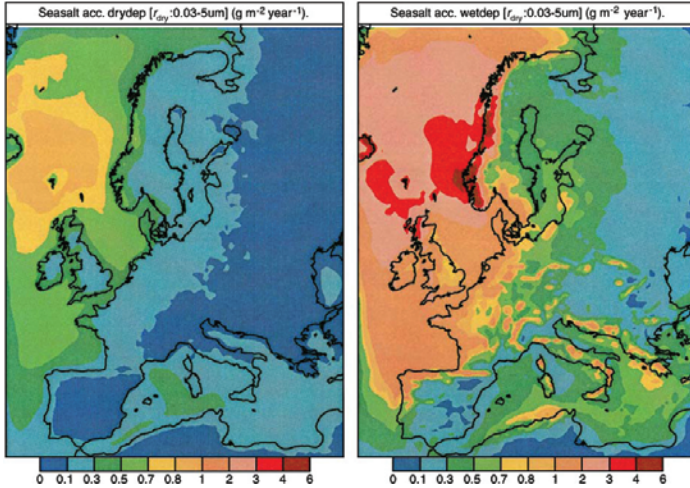 Seasalt acc. drydep [r_dry:0.03-5um] (g m⁻² year⁻¹).
Seasalt acc. wetdep [r_dry:0.03-5um] (g m⁻² year⁻¹).
0 0.1 0.3 0.5 0.7 0.8 1 2 3 4 6
0 0.1 0.3 0.5 0.7 0.8 1 2 3 4 6